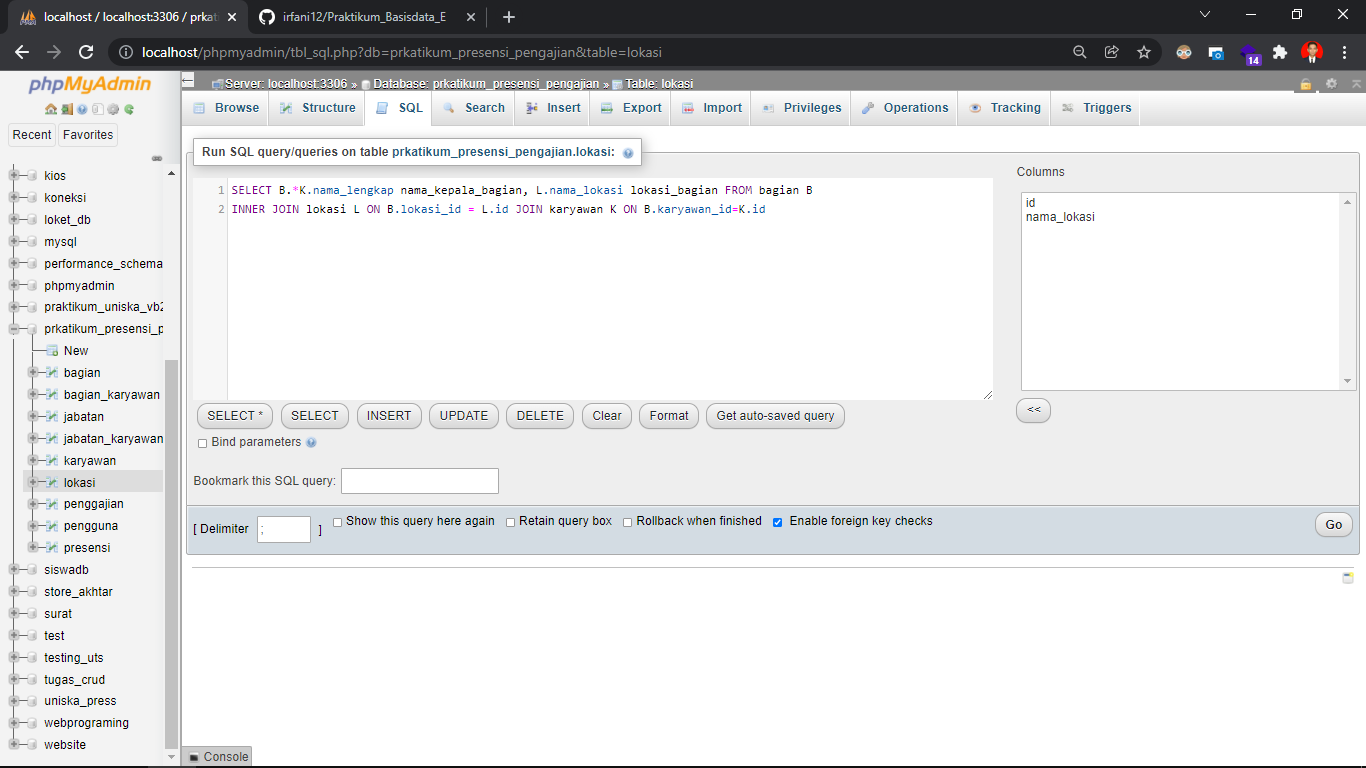 localhost / localhost:3306 / prkati
irfani12/Praktikum_Basisdata_E
localhost/phpmyadmin/tbl_sql.php?db=prkatikum_presensi_pengajian&table=lokasi
14
phpMyAdmin
Recent
Favorites
kios
koneksi
loket_db
mysql
performance_schema
phpmyadmin
praktikum_uniska_vb2
prkatikum_presensi_p
New
bagian
bagian_karyawan
jabatan
jabatan_karyawan
karyawan
lokasi
penggajian
pengguna
presensi
siswadb
store_akhtar
surat
test
testing_uts
tugas_crud
uniska_press
webprograming
website
Server: localhost:3306 » Database: prkatikum_presensi_pengajian » Table: lokasi
Browse Structure SQL Search Insert Export Import Privileges Operations Tracking Triggers
Run SQL query/queries on table prkatikum_presensi_pengajian.lokasi:
1 SELECT B.*K.nama_lengkap nama_kepala_bagian, L.nama_lokasi lokasi_bagian FROM bagian B
2 INNER JOIN lokasi L ON B.lokasi_id = L.id JOIN karyawan K ON B.karyawan_id=K.id
Columns
id
nama_lokasi
<<
SELECT * SELECT INSERT UPDATE DELETE Clear Format Get auto-saved query
Bind parameters
Bookmark this SQL query:
[ Delimiter ; ] Show this query here again Retain query box Rollback when finished Enable foreign key checks
Go
Console